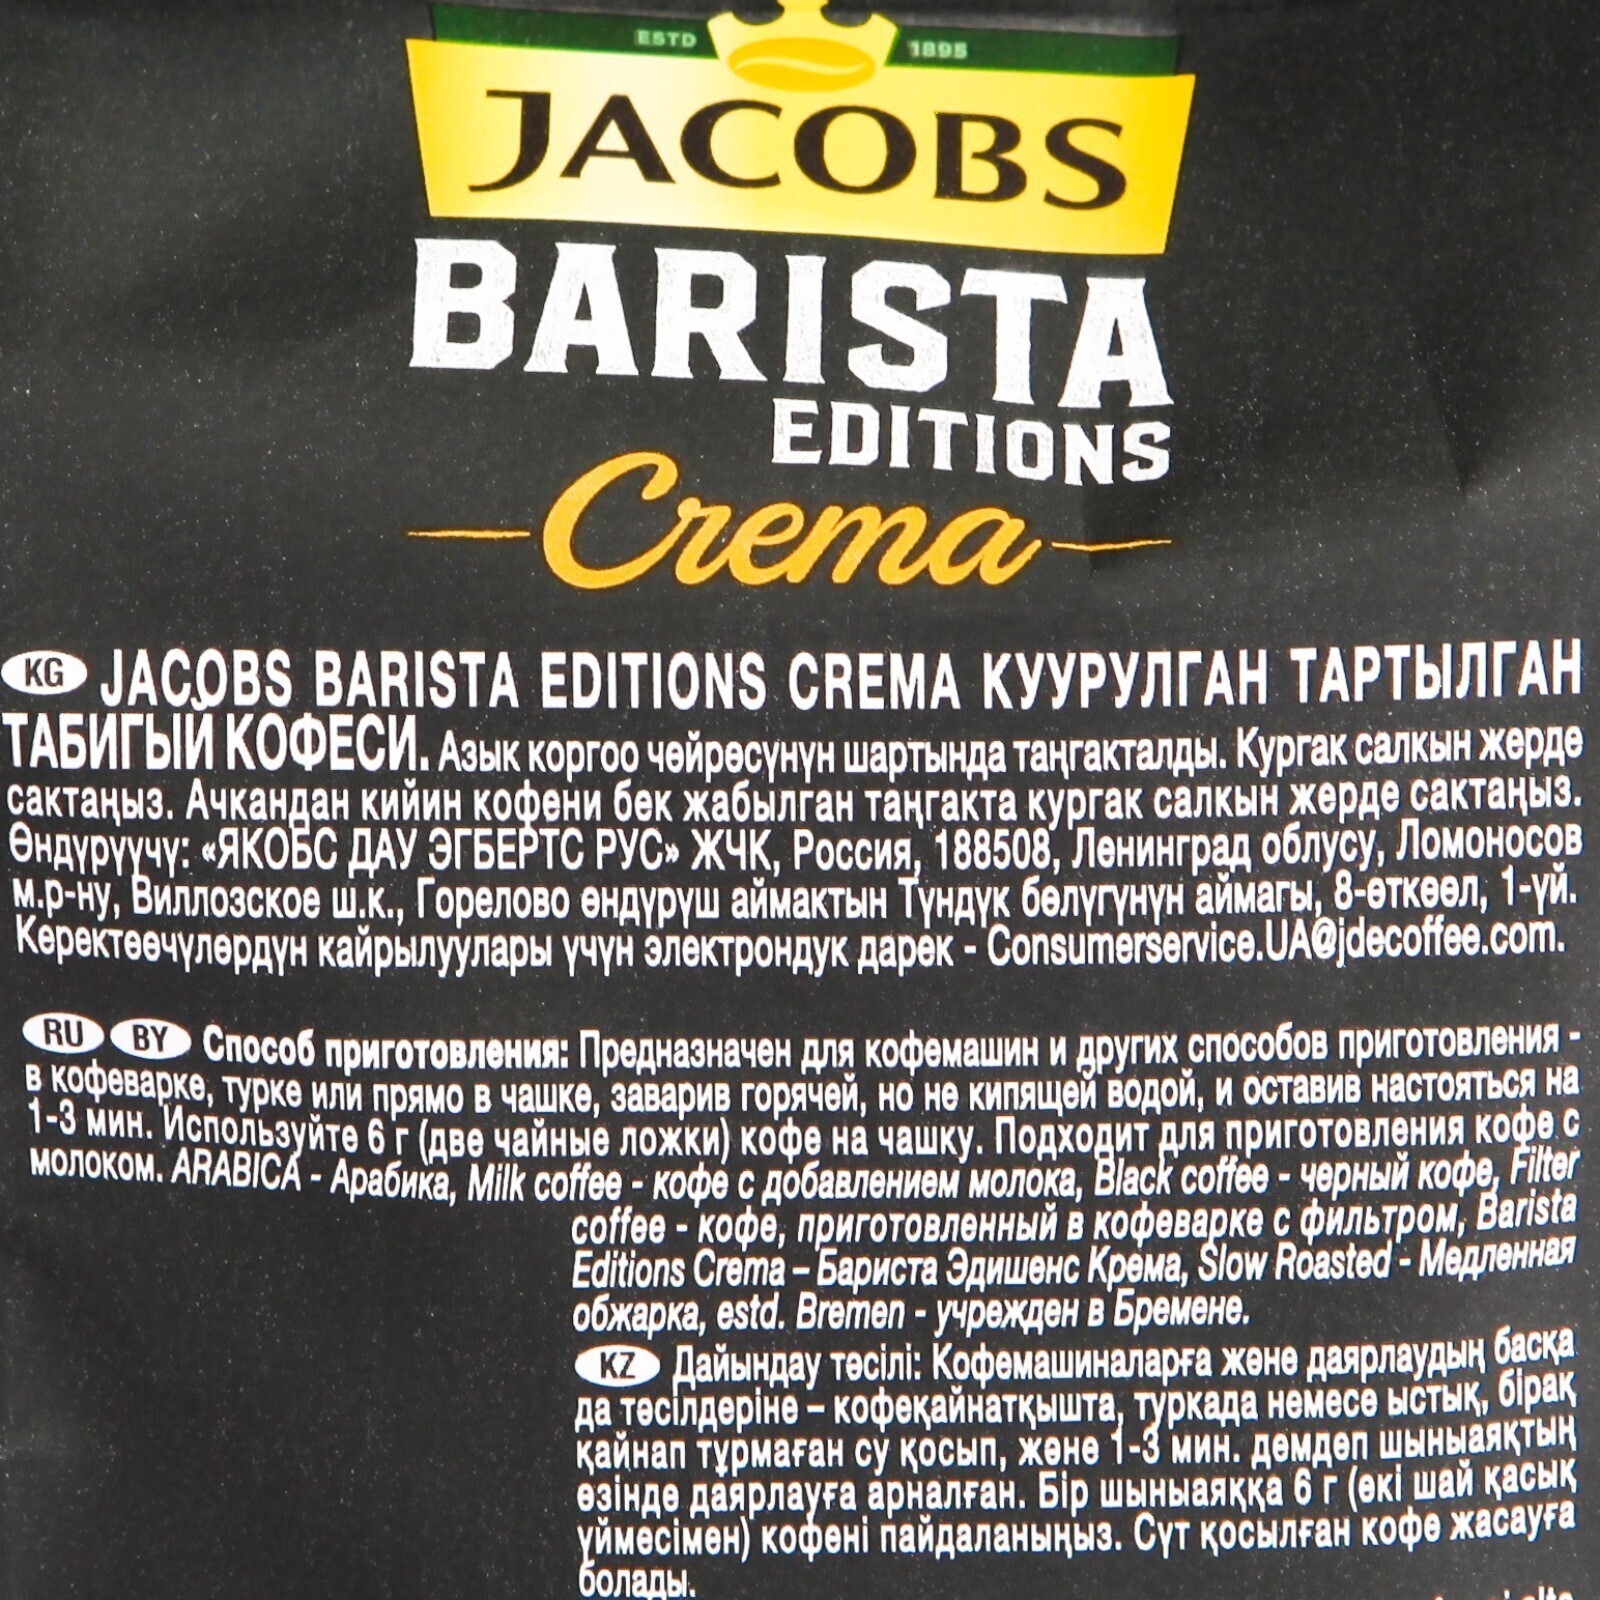 ESTD 1895
JACOBS
BARISTA
EDITIONS
Crema
KG JACOBS BARISTA EDITIONS CREMA КУУРУЛГАН ТАРТЫЛГАН
ТАБИГЫЙ КОФЕСИ. Азык коргоо чөйрөсүнүн шартында таңгакталды. Кургак салкын жерде
сактаңыз. Ачкандан кийин кофени бек жабылган таңгакта кургак салкын жерде сактаңыз.
Өндүрүүчү: «ЯКОБС ДАУ ЭГБЕРТС РУС» ЖЧК, Россия, 188508, Ленинград облусу, Ломоносов
м.р-ну, Виллозское ш.к., Горелово өндүрүш аймактын Түндүк бөлүгүнүн аймагы, 8-өткөөл, 1-үй.
Керектөөчүлөрдүн кайрылуулары үчүн электрондук дарек - Consumerservice.UA@jdecoffee.com.
RU BY Способ приготовления: Предназначен для кофемашин и других способов приготовления -
в кофеварке, турке или прямо в чашке, заварив горячей, но не кипящей водой, и оставив настояться на
1-3 мин. Используйте 6 г (две чайные ложки) кофе на чашку. Подходит для приготовления кофе с
молоком. ARABICA - Арабика, Milk coffee - кофе с добавлением молока, Black coffee - черный кофе, Filter
coffee - кофе, приготовленный в кофеварке с фильтром, Barista
Editions Crema – Бариста Эдишенс Крема, Slow Roasted - Медленная
обжарка, estd. Bremen - учрежден в Бремене.
KZ Дайындау тәсілі: Кофемашиналарға және даярлаудың басқа
да тәсілдеріне – кофеқайнатқышта, туркада немесе ыстық, бірақ
қайнап тұрмаған су қосып, және 1-3 мин. дөмдеп шыныаяқтың
өзінде даярлауға арналған. Бір шыныаяққа 6 г (екі шай қасық
үймесімен) кофені пайдаланыңыз. Сүт қосылған кофе жасауға
болады.